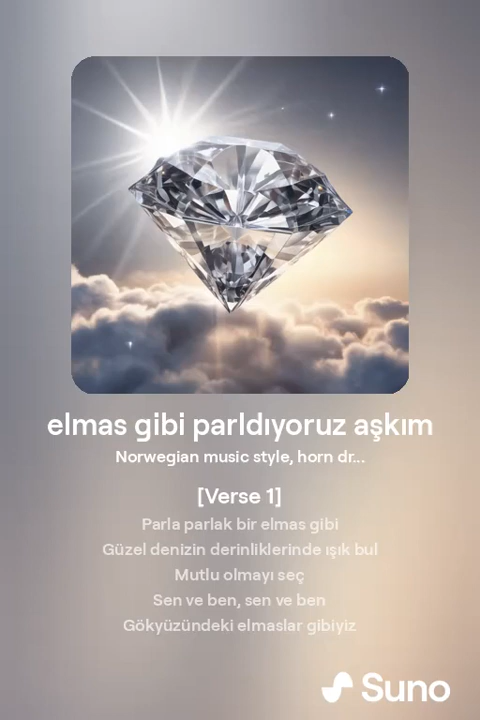 elmas gibi parldıyoruz aşkım
Norwegian music style, horn dr...
[Verse 1]
Parla parlak bir elmas gibi
Güzel denizin derinliklerinde ışık bul
Mutlu olmayı seç
Sen ve ben, sen ve ben
Gökyüzündeki elmaslar gibiyiz
Suno